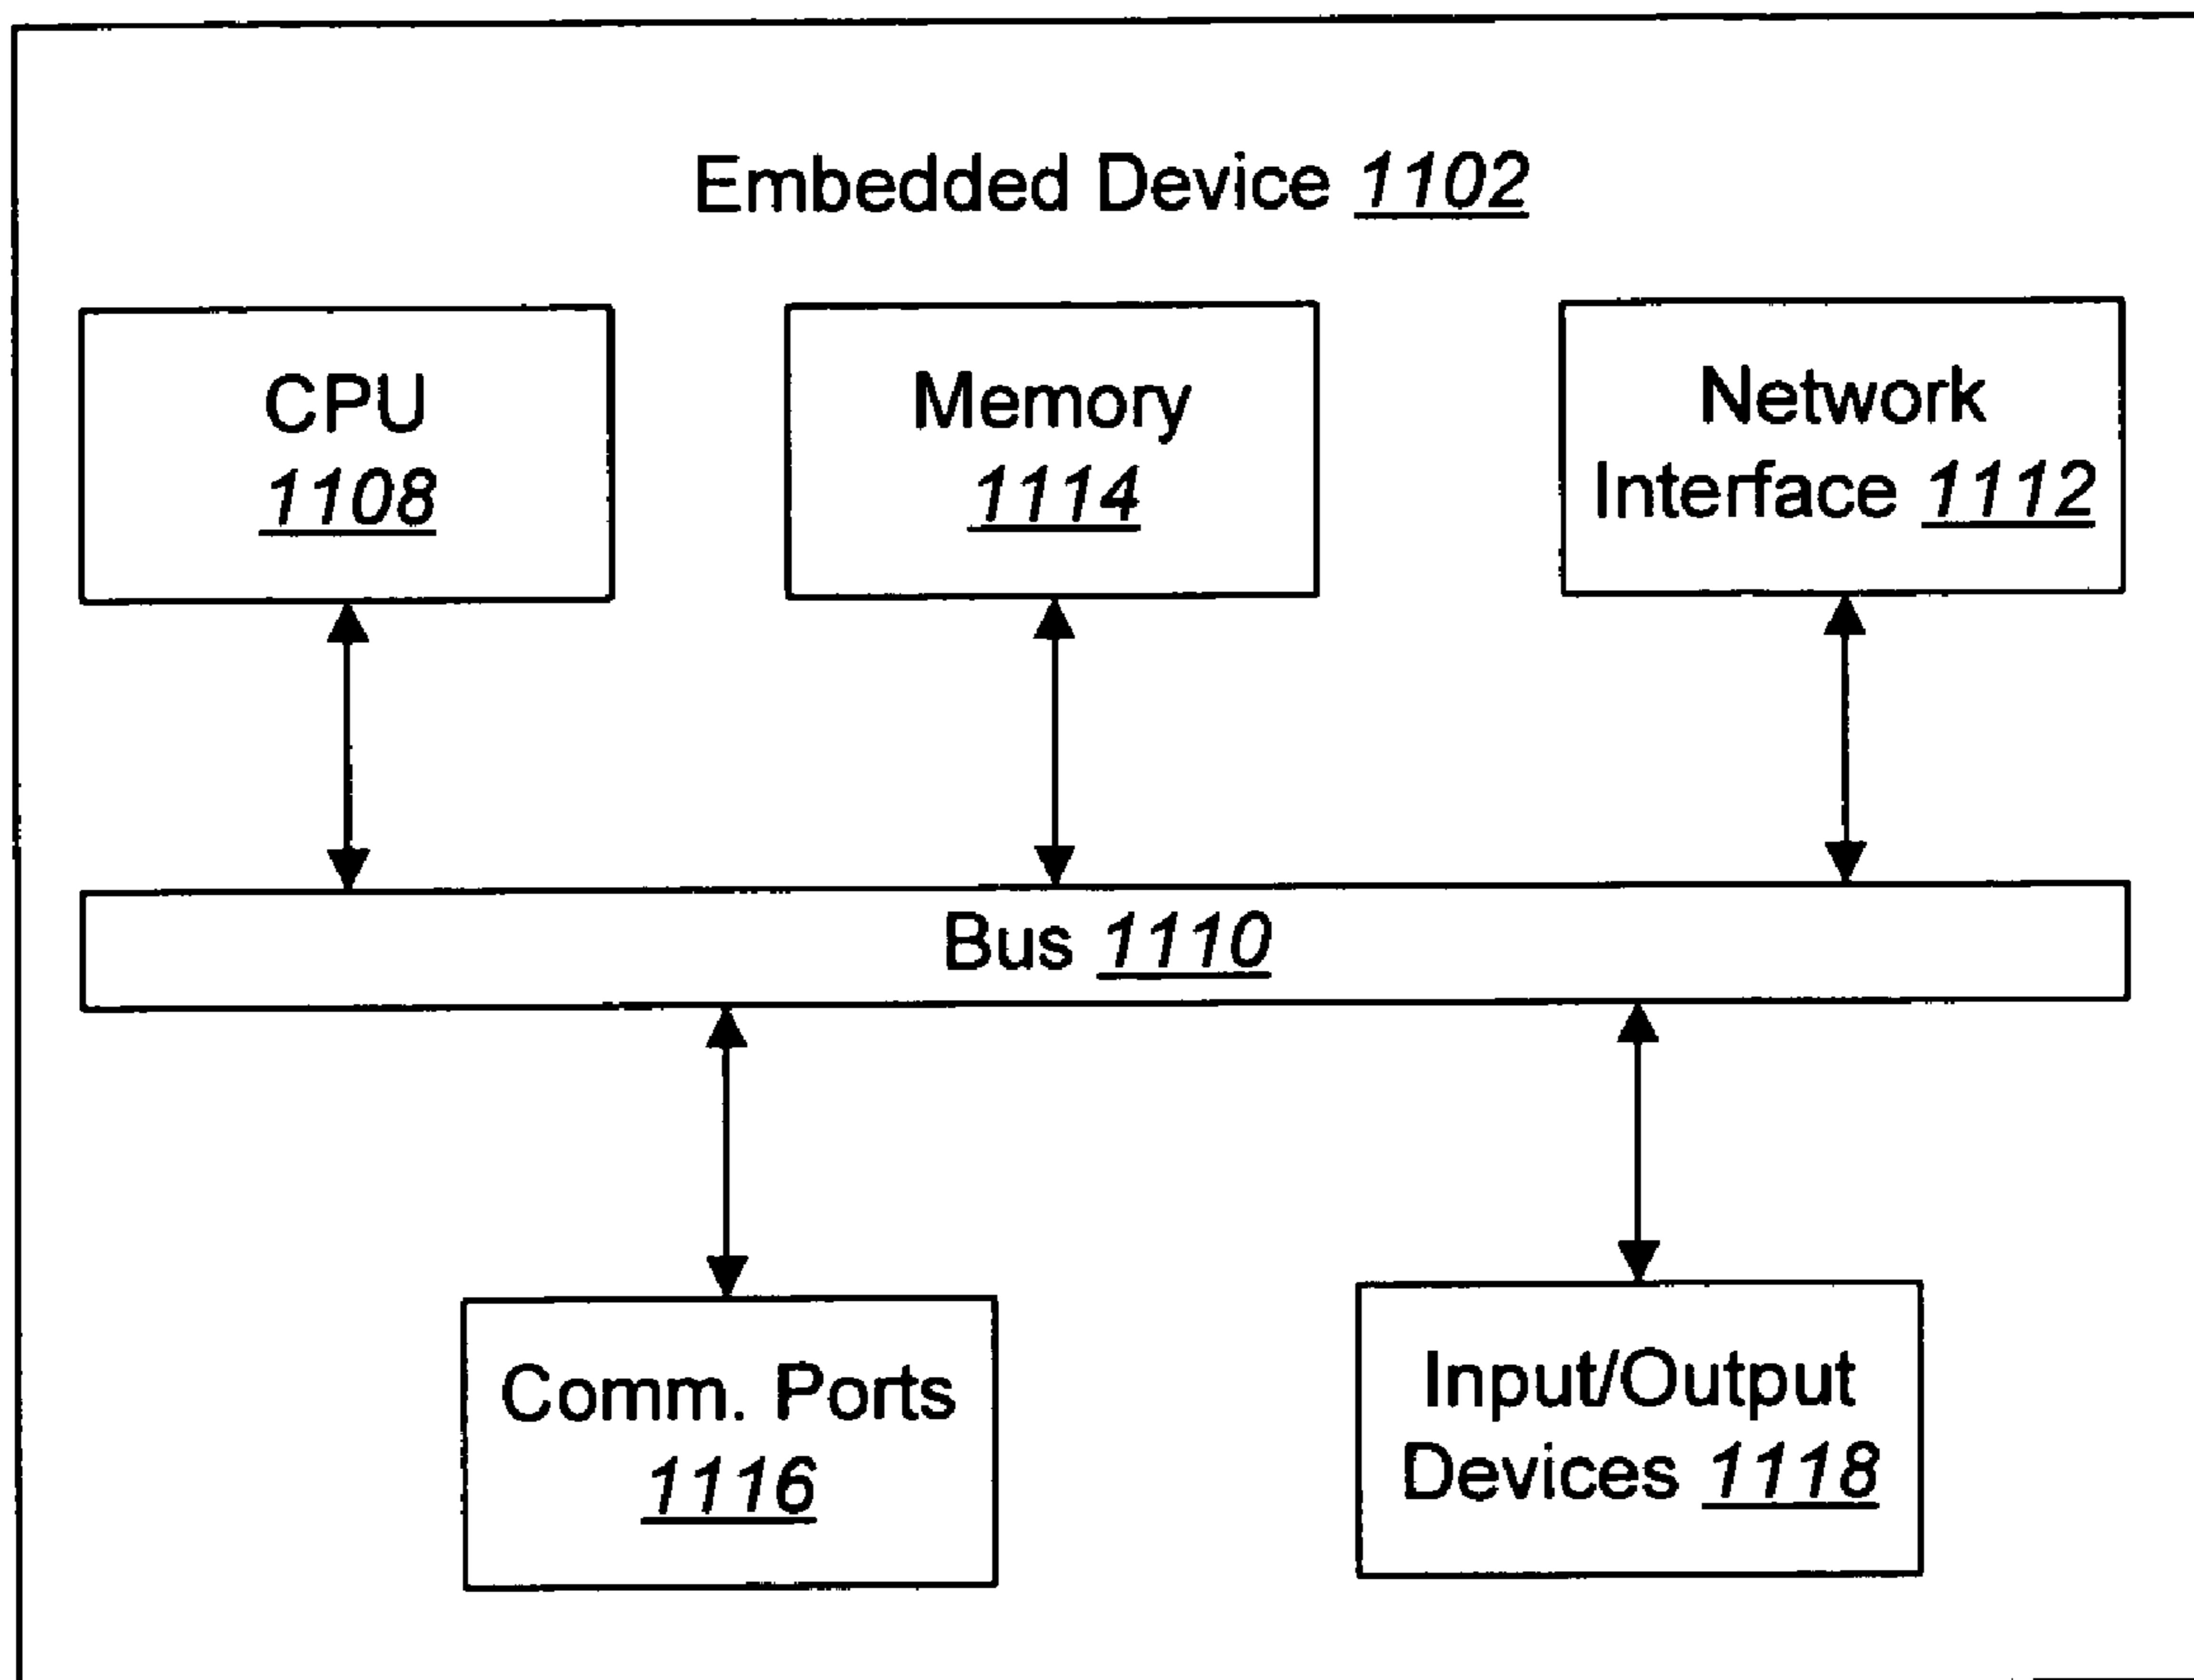 Embedded Device 1102
CPU
1108
Memory
1114
Network
Interface 1112
Bus 1110
Comm. Ports
1116
Input/Output
Devices 1118